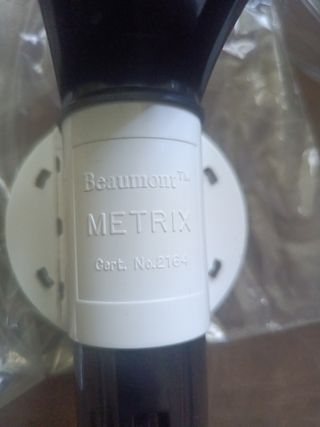 Beaumont™
METRIX
Cert. No.2164